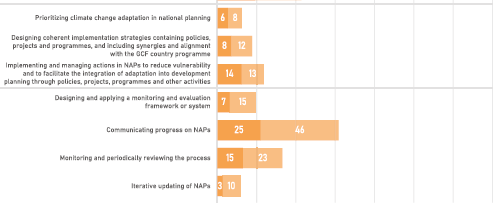 Prioritizing climate change adaptation in national planning
6 8
Designing coherent implementation strategies containing policies,
projects and programmes, and including synergies and alignment
with the GCF country programme
8 12
Implementing and managing actions in NAPs to reduce vulnerability
and to facilitate the integration of adaptation into development
planning through policies, projects, programmes and other activities
14 13
Designing and applying a monitoring and evaluation
framework or system
7 15
Communicating progress on NAPs
25 46
Monitoring and periodically reviewing the process
15 23
Iterative updating of NAPs
3 10